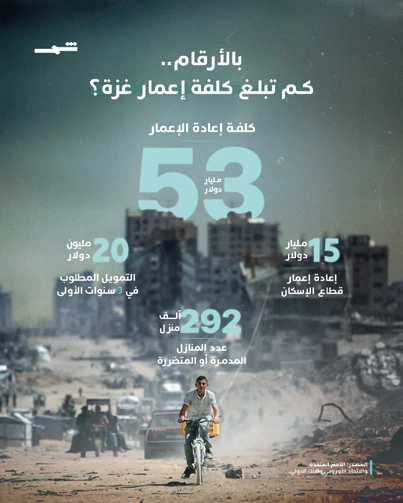 بالأرقام..
كم تبلغ كلفة إعمار غزة؟
كلفة إعادة الإعمار
53 مليار دولار
15 مليار دولار
إعادة إعمار
قطاع الإسكان
20 مليون دولار
التمويل المطلوب
في 3 سنوات الأولى
292 ألف منزل
عدد المنازل
المدمرة أو المتضررة
المصدر: الأمم المتحدة
والاتحاد الأوروبي والبنك الدولي